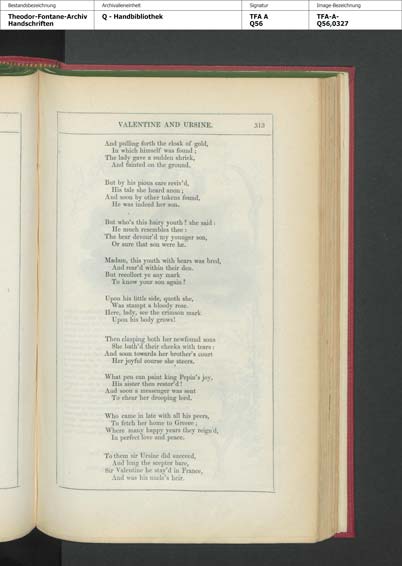 Bestandsbezeichnung
Theodor-Fontane-Archiv
Handschriften
Archivalieneinheit
Q - Handbibliothek
Signatur
TFA A
Q56
Image-Bezeichnung
TFA-A-
Q56,0327
VALENTINE AND URSINE. 313
And pulling forth the cloak of gold,
In which himself was found;
The lady gave a sudden shriek,
And fainted on the ground.
But by his pious care reviv'd,
His tale she heard anon;
And soon by other tokens found,
He was indeed her son.
But who's this hairy youth? she said:
He much resembles thee:
The bear devour'd my younger son,
Or sure that son were he.
Madam, this youth with bears was bred,
And rear'd within their den.
But recollect ye any mark
To know your son again?
Upon his little side, quoth she,
Was stampt a bloody rose.
Here, lady, see the crimson mark
Upon his body grows!
Then clasping both her newfound sons
She bath'd their cheeks with tears:
And soon towards her brother's court
Her joyful course she steers.
What pen can paint king Pepin's joy,
His sister thus restor'd!
And soon a messenger was sent
To chear her drooping lord.
Who came in late with all his peers,
To fetch her home to Greece;
Where many happy years they reign'd,
In perfect love and peace.
To them sir Ursine did succeed,
And long the scepter bare,
Sir Valentine he stay'd in France,
And was his uncle's heir.